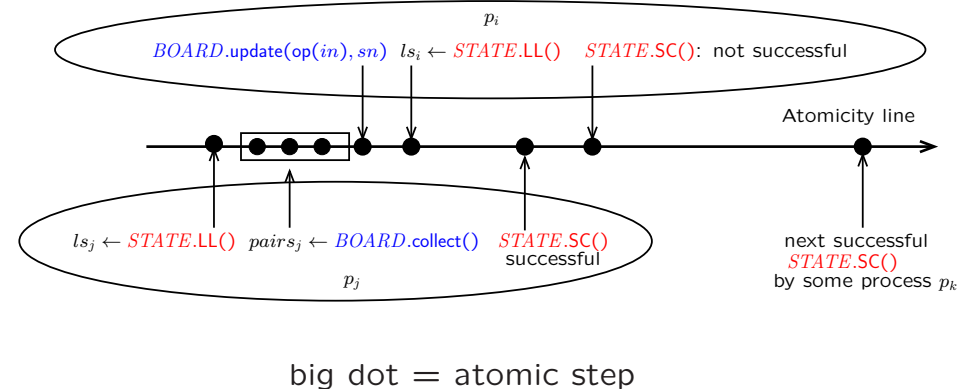 p_i
BOARD.update(op(in), sn) ls_i ← STATE.LL() STATE.SC(): not successful
Atomicity line
ls_j ← STATE.LL() pairs_j ← BOARD.collect() STATE.SC()
successful
p_j
next successful
STATE.SC()
by some process p_k
big dot = atomic step